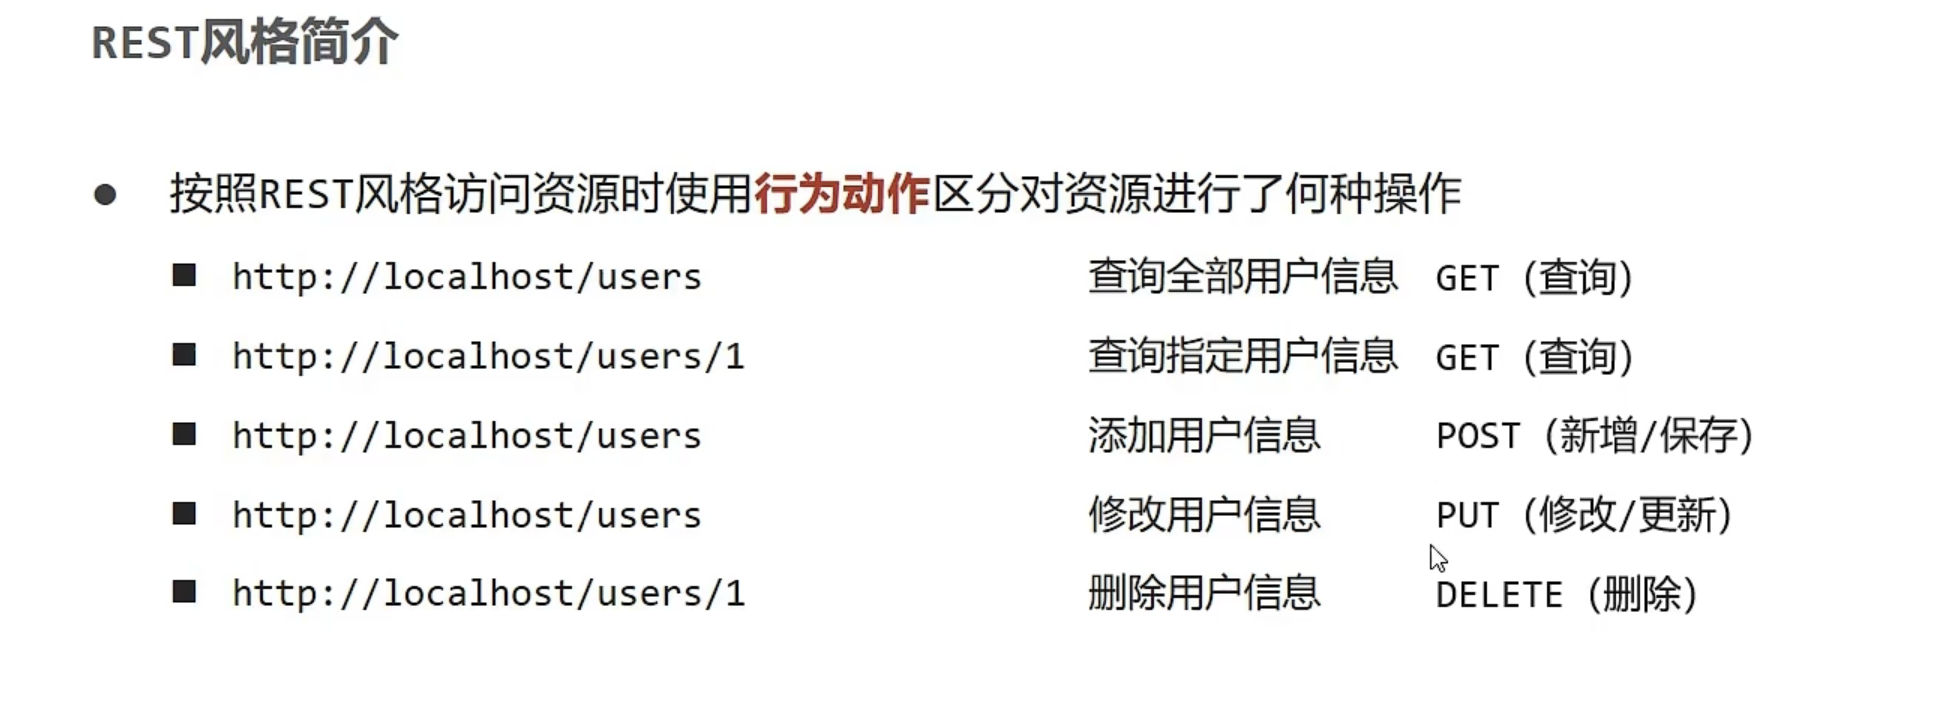 REST风格简介
按照REST风格访问资源时使用行为动作区分对资源进行了何种操作
http://localhost/users 查询全部用户信息 GET (查询)
http://localhost/users/1 查询指定用户信息 GET (查询)
http://localhost/users 添加用户信息 POST (新增/保存)
http://localhost/users 修改用户信息 PUT (修改/更新)
http://localhost/users/1 删除用户信息 DELETE (删除)